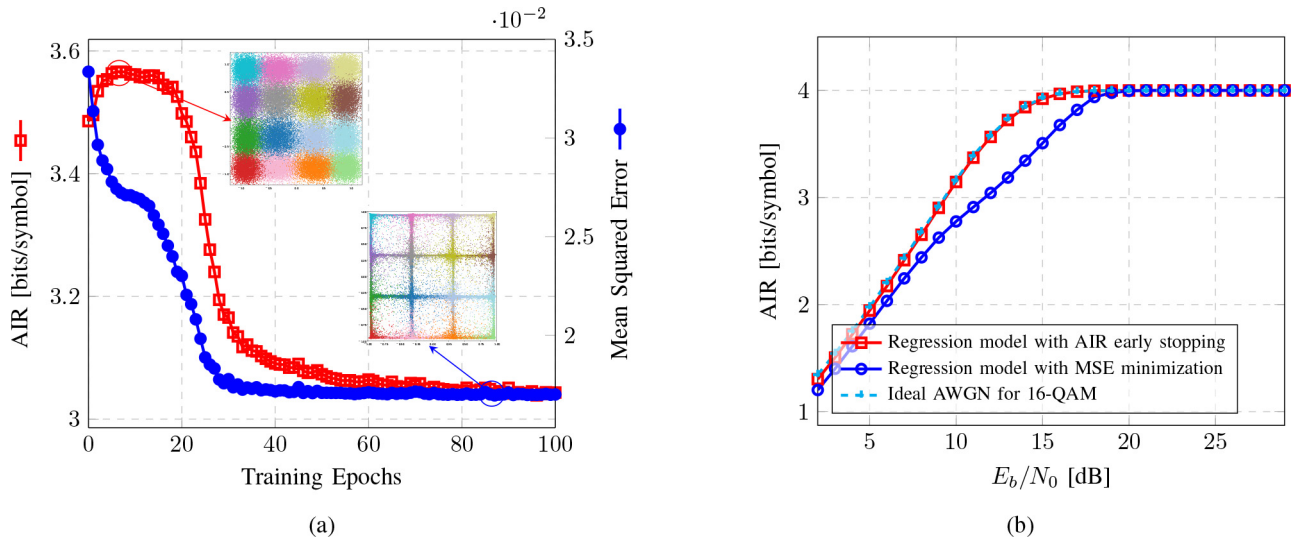 ·10⁻²
3.6
3.4
3.2
3
3.5
3
2.5
2
0
20
40
60
80
100
AIR [bits/symbol]
Mean Squared Error
Training Epochs
(a)
4
3
2
1
5
10
15
20
25
AIR [bits/symbol]
Regression model with AIR early stopping
Regression model with MSE minimization
Ideal AWGN for 16-QAM
E_b/N_0 [dB]
(b)